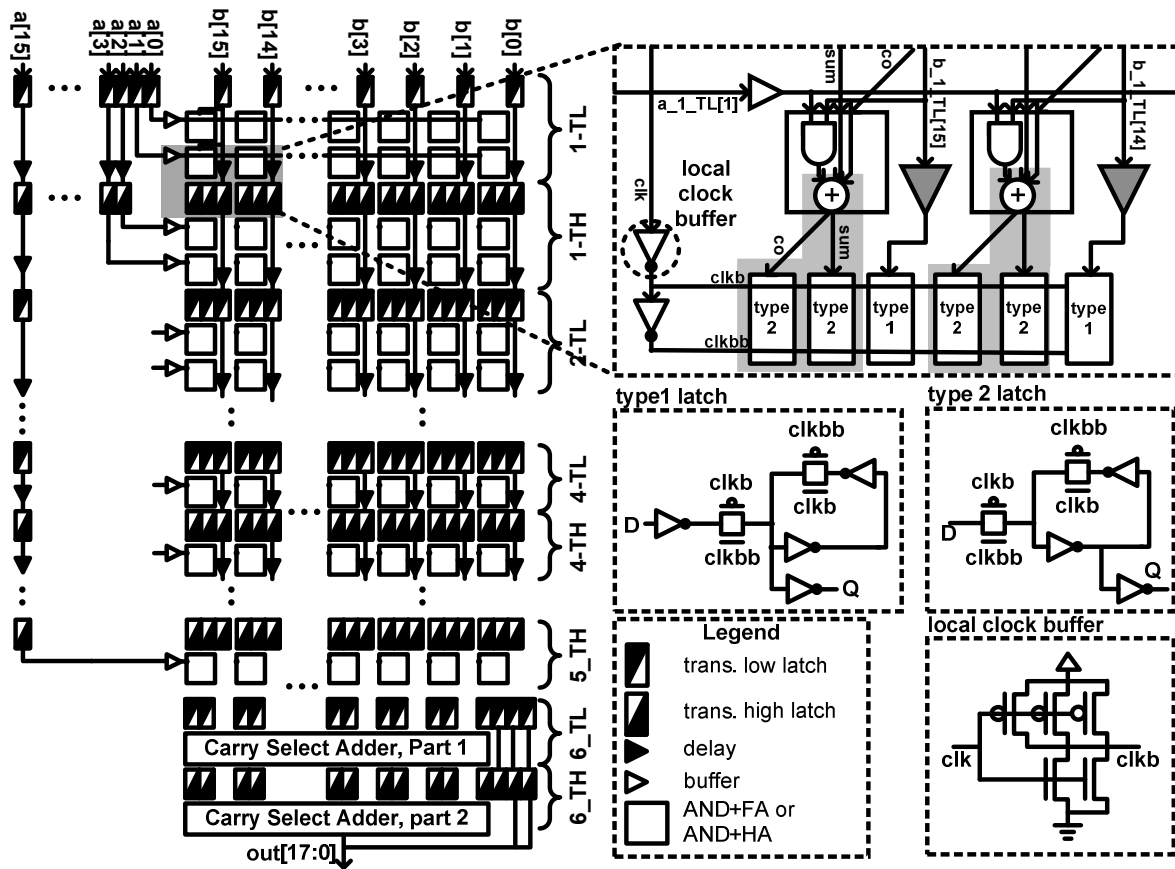 a[15]
a[3]
a[2]
a[1]
a[0]
b[15]
b[14]
b[3]
b[2]
b[1]
b[0]
1-TL
1-TH
2-TL
4-TL
4-TH
5_TH
6_TL
6_TH
Carry Select Adder, Part 1
Carry Select Adder, part 2
out[17:0]
a_1_TL[1]
sum
co
b_1_TL[15]
b_1_TL[14]
clk
local
clock
buffer
+
+
co
sum
clkb
clkbb
type
2
type
2
type
1
type
2
type
2
type
1
type1 latch
clkbb
clkb
clkb
D
clkbb
Q
type 2 latch
clkbb
clkb
clkb
D
clkbb
Q
Legend
trans. low latch
trans. high latch
delay
buffer
AND+FA or
AND+HA
local clock buffer
clk
clkb